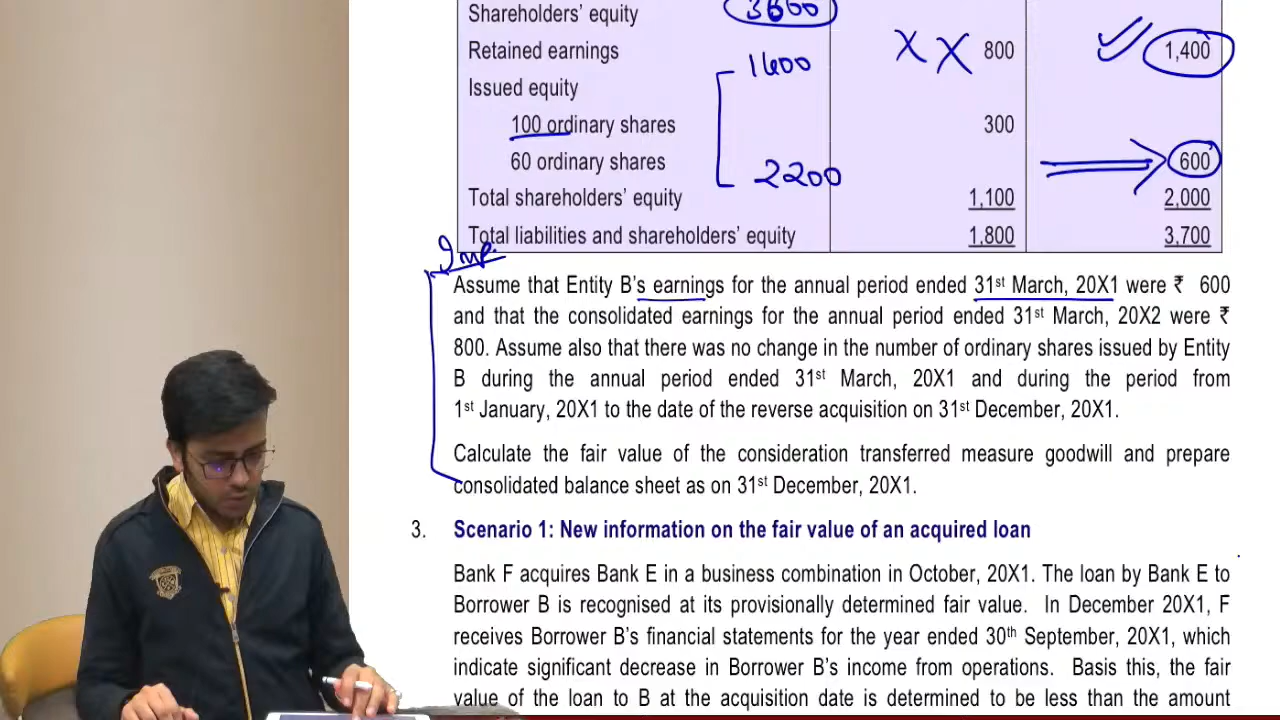 Shareholders' equity 3600
Retained earnings 800 1,400
1600
Issued equity
100 ordinary shares 300
60 ordinary shares 600
2200
Total shareholders' equity 1,100 2,000
Total liabilities and shareholders' equity 1,800 3,700
Imp.
Assume that Entity B's earnings for the annual period ended 31st March, 20X1 were ₹ 600
and that the consolidated earnings for the annual period ended 31st March, 20X2 were ₹
800. Assume also that there was no change in the number of ordinary shares issued by Entity
B during the annual period ended 31st March, 20X1 and during the period from
1st January, 20X1 to the date of the reverse acquisition on 31st December, 20X1.
Calculate the fair value of the consideration transferred measure goodwill and prepare
consolidated balance sheet as on 31st December, 20X1.
3. Scenario 1: New information on the fair value of an acquired loan
Bank F acquires Bank E in a business combination in October, 20X1. The loan by Bank E to
Borrower B is recognised at its provisionally determined fair value. In December 20X1, F
receives Borrower B's financial statements for the year ended 30th September, 20X1, which
indicate significant decrease in Borrower B's income from operations. Basis this, the fair
value of the loan to B at the acquisition date is determined to be less than the amount